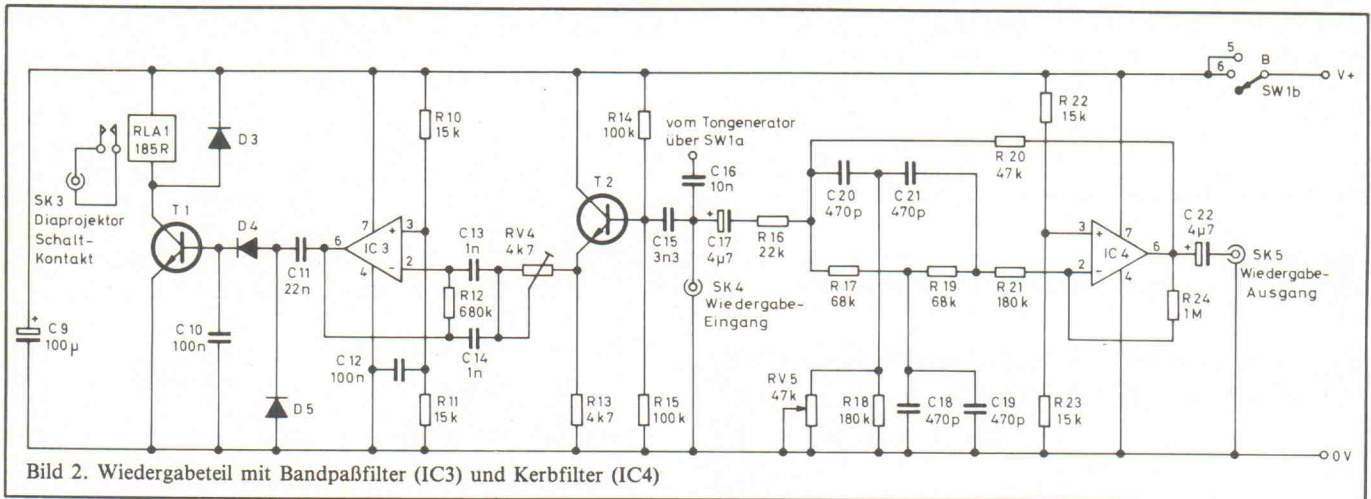 5
6
B
V+
SW1b
RLA1
185R
D3
SK3
Diaprojektor
Schalt-
Kontakt
T1
D4
C11
22n
C9
100µ
+
C10
100n
D5
R10
15k
7
3
+
IC3
6
2
–
4
C13
1n
RV4
4k7
R12
680k
C14
1n
C12
100n
R11
15k
T2
R13
4k7
R14
100k
vom Tongenerator
über SW1a
C16
10n
C15
3n3
+
C17
4µ7
R16
22k
SK4
Wiedergabe-
Eingang
R15
100k
C20
470p
C21
470p
R20
47k
R17
68k
R19
68k
R21
180k
RV5
47k
R18
180k
C18
470p
C19
470p
R22
15k
3
+
7
IC4
6
2
–
4
R23
15k
C22
4µ7
+
SK5
Wiedergabe-
Ausgang
R24
1M
0V
Bild 2. Wiedergabeteil mit Bandpaßfilter (IC3) und Kerbfilter (IC4)